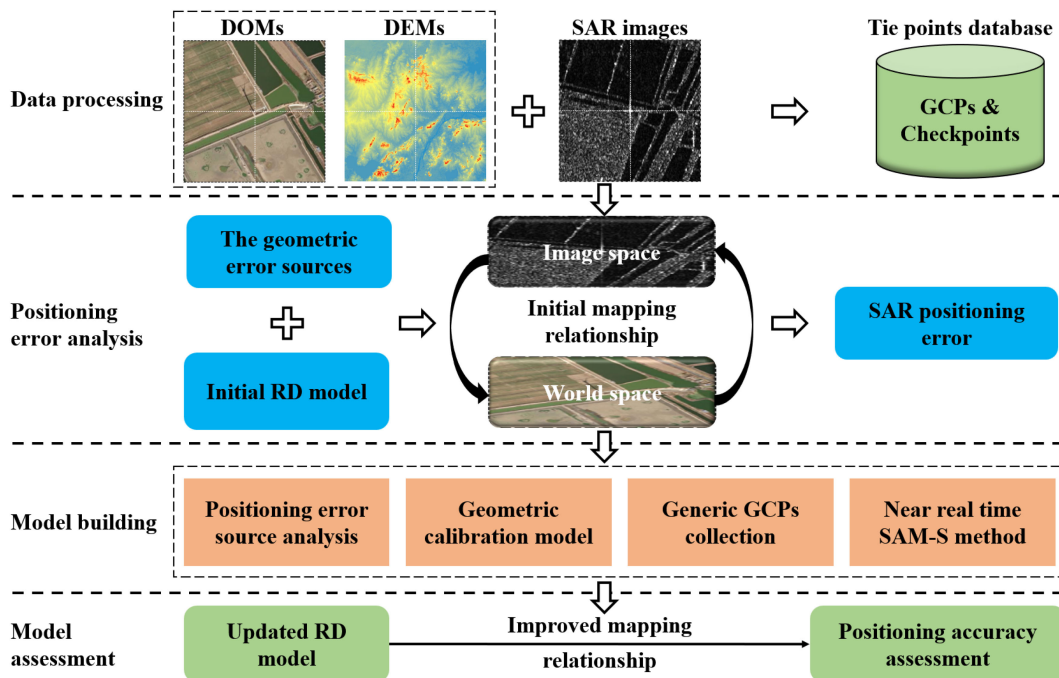 DOMs
DEMs
SAR images
Tie points database
Data processing
GCPs &
Checkpoints
The geometric
error sources
Image space
Positioning
error analysis
Initial mapping
relationship
SAR positioning
error
Initial RD model
World space
Model building
Positioning error
source analysis
Geometric
calibration model
Generic GCPs
collection
Near real time
SAM-S method
Model
assessment
Updated RD
model
Improved mapping
relationship
Positioning accuracy
assessment